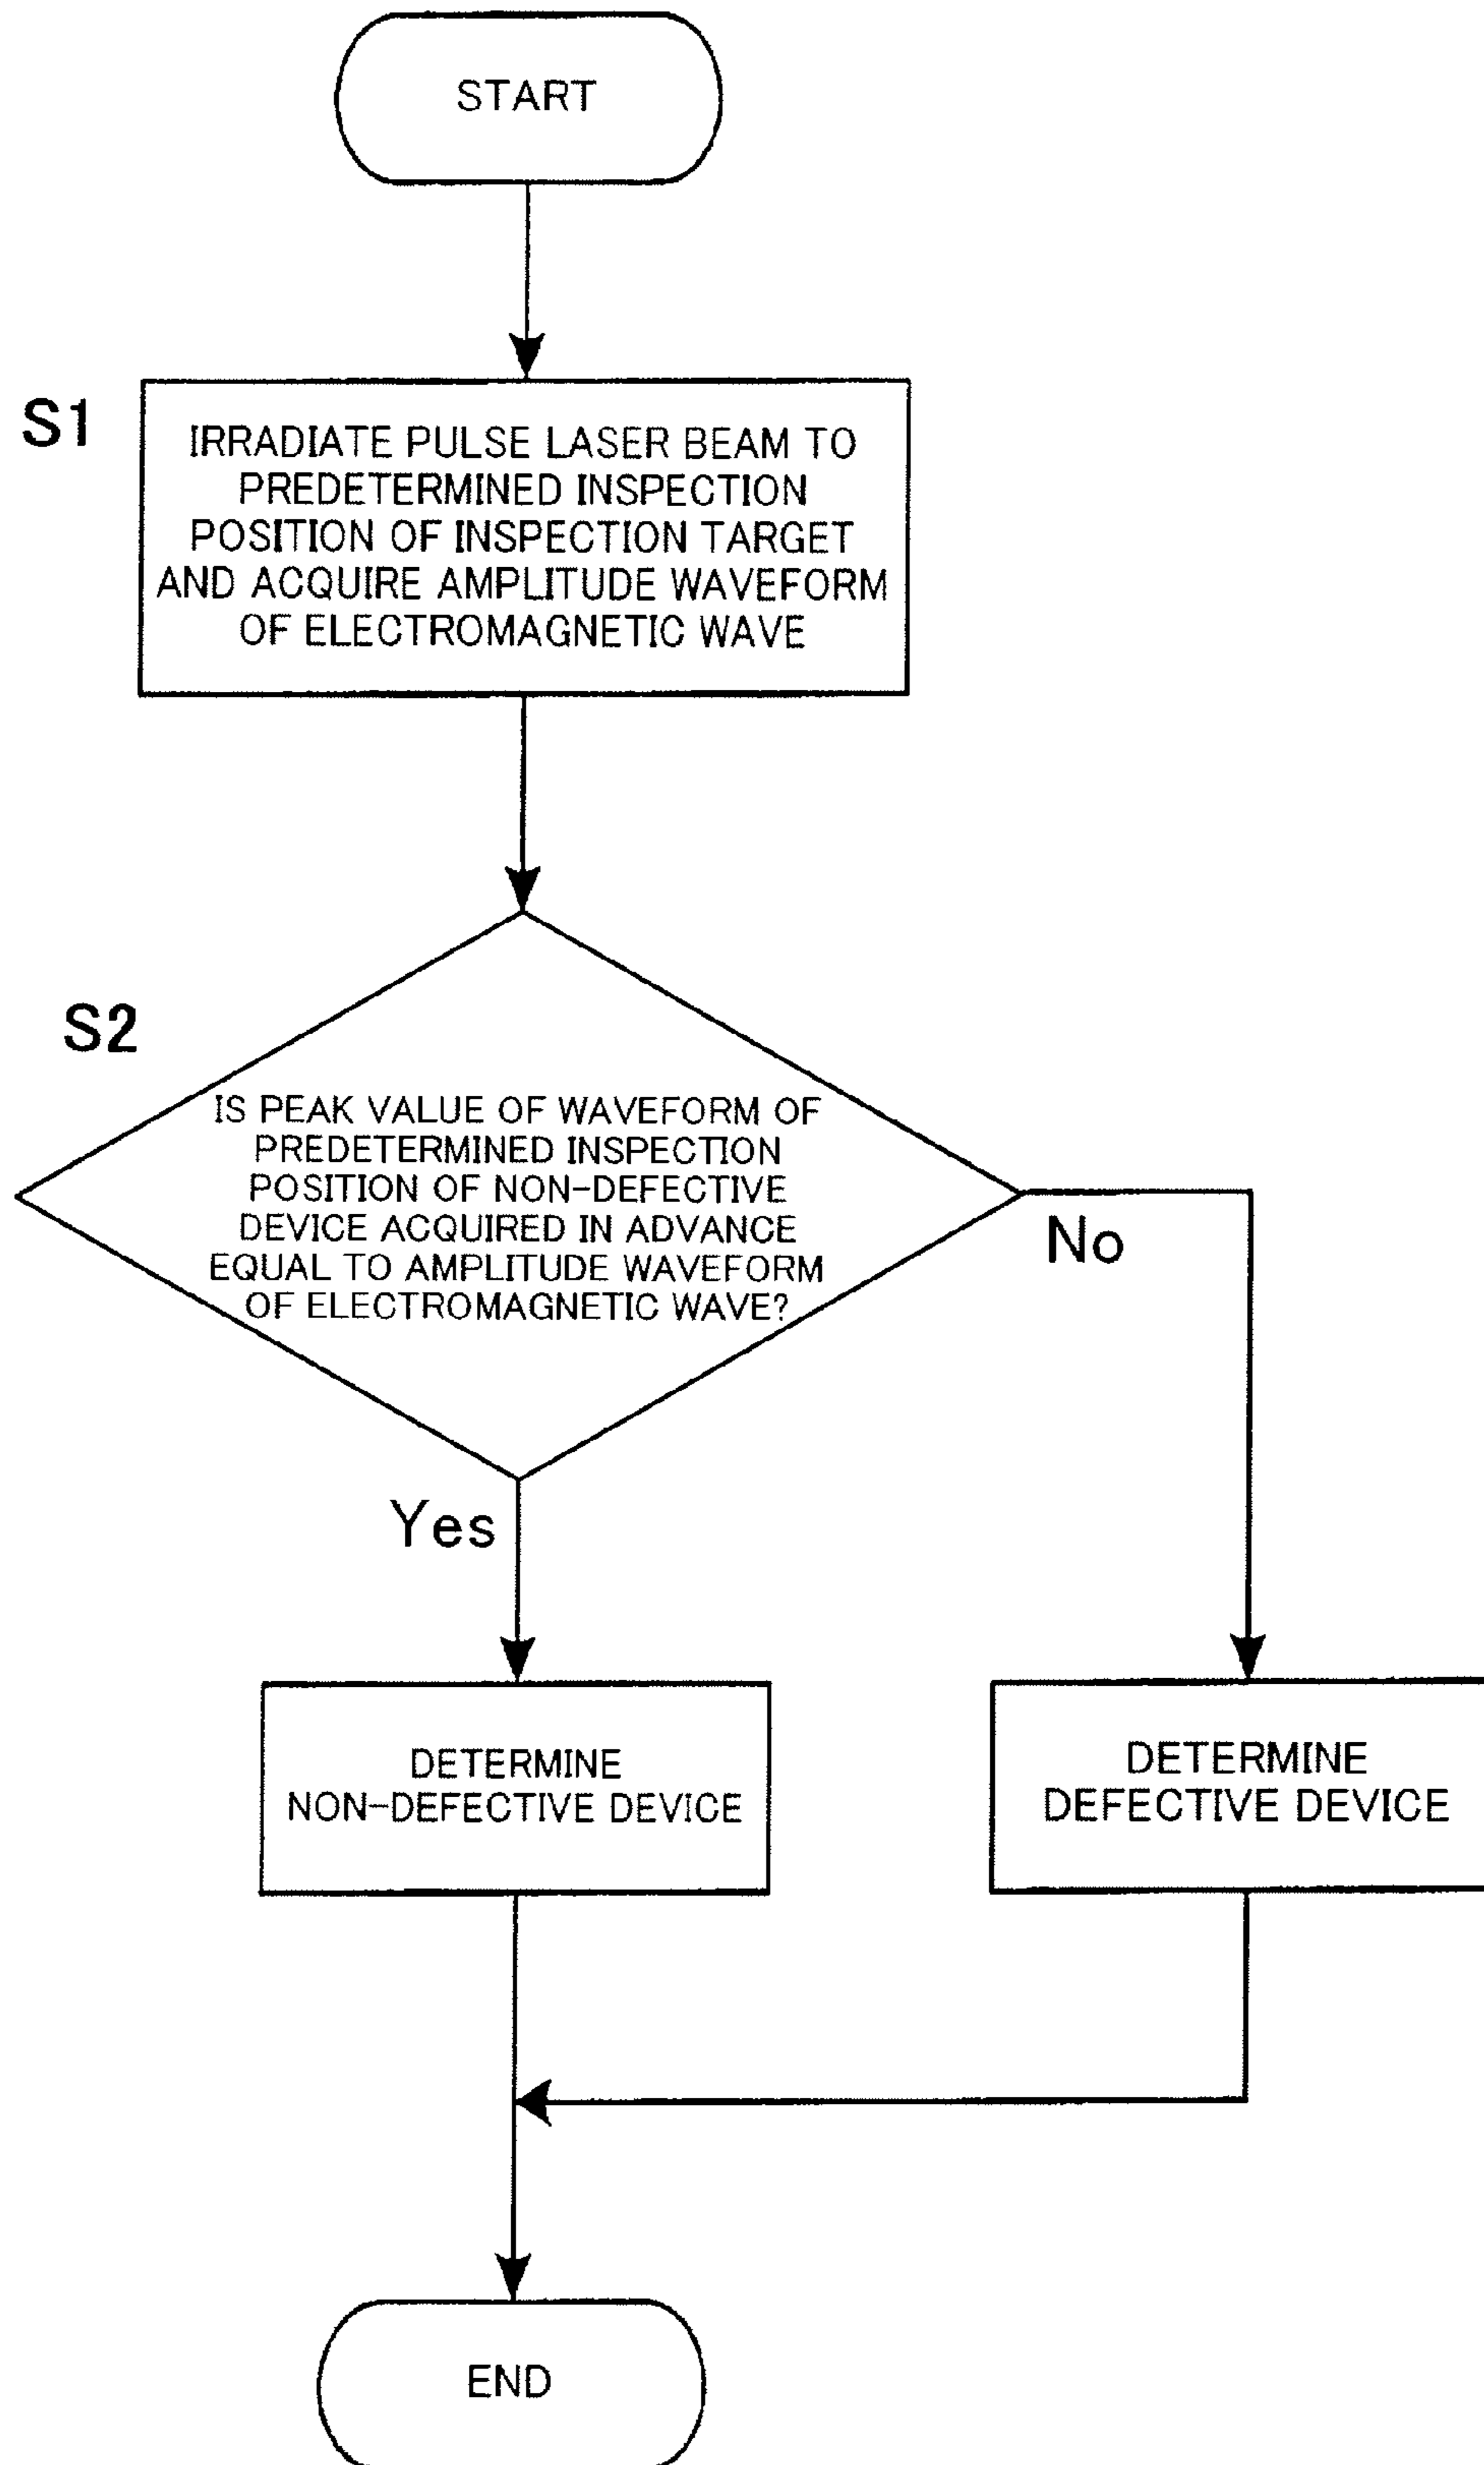 START
S1
IRRADIATE PULSE LASER BEAM TO
PREDETERMINED INSPECTION
POSITION OF INSPECTION TARGET
AND ACQUIRE AMPLITUDE WAVEFORM
OF ELECTROMAGNETIC WAVE
S2
IS PEAK VALUE OF WAVEFORM OF
PREDETERMINED INSPECTION
POSITION OF NON-DEFECTIVE
DEVICE ACQUIRED IN ADVANCE
EQUAL TO AMPLITUDE WAVEFORM
OF ELECTROMAGNETIC WAVE?
No
Yes
DETERMINE
NON-DEFECTIVE DEVICE
DETERMINE
DEFECTIVE DEVICE
END